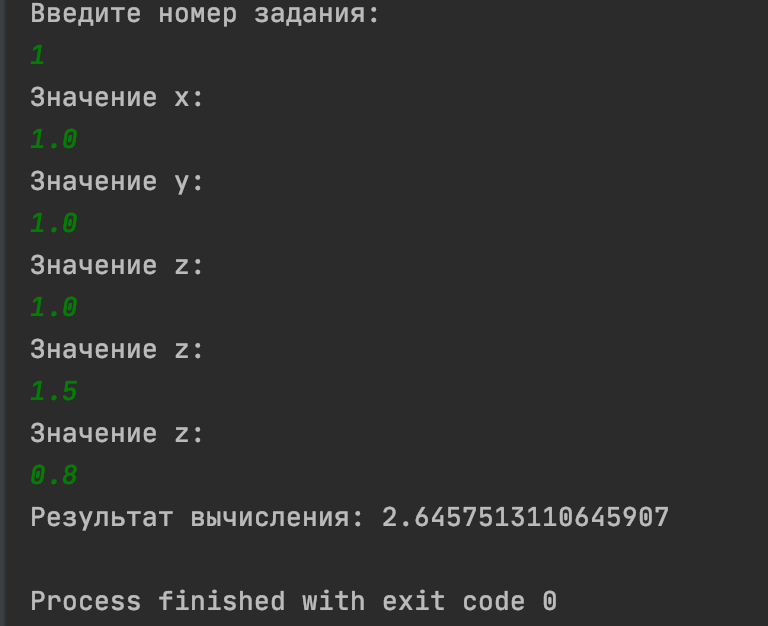 Введите номер задания:
1
Значение x:
1.0
Значение y:
1.0
Значение z:
1.0
Значение z:
1.5
Значение z:
0.8
Результат вычисления: 2.6457513110645907

Process finished with exit code 0